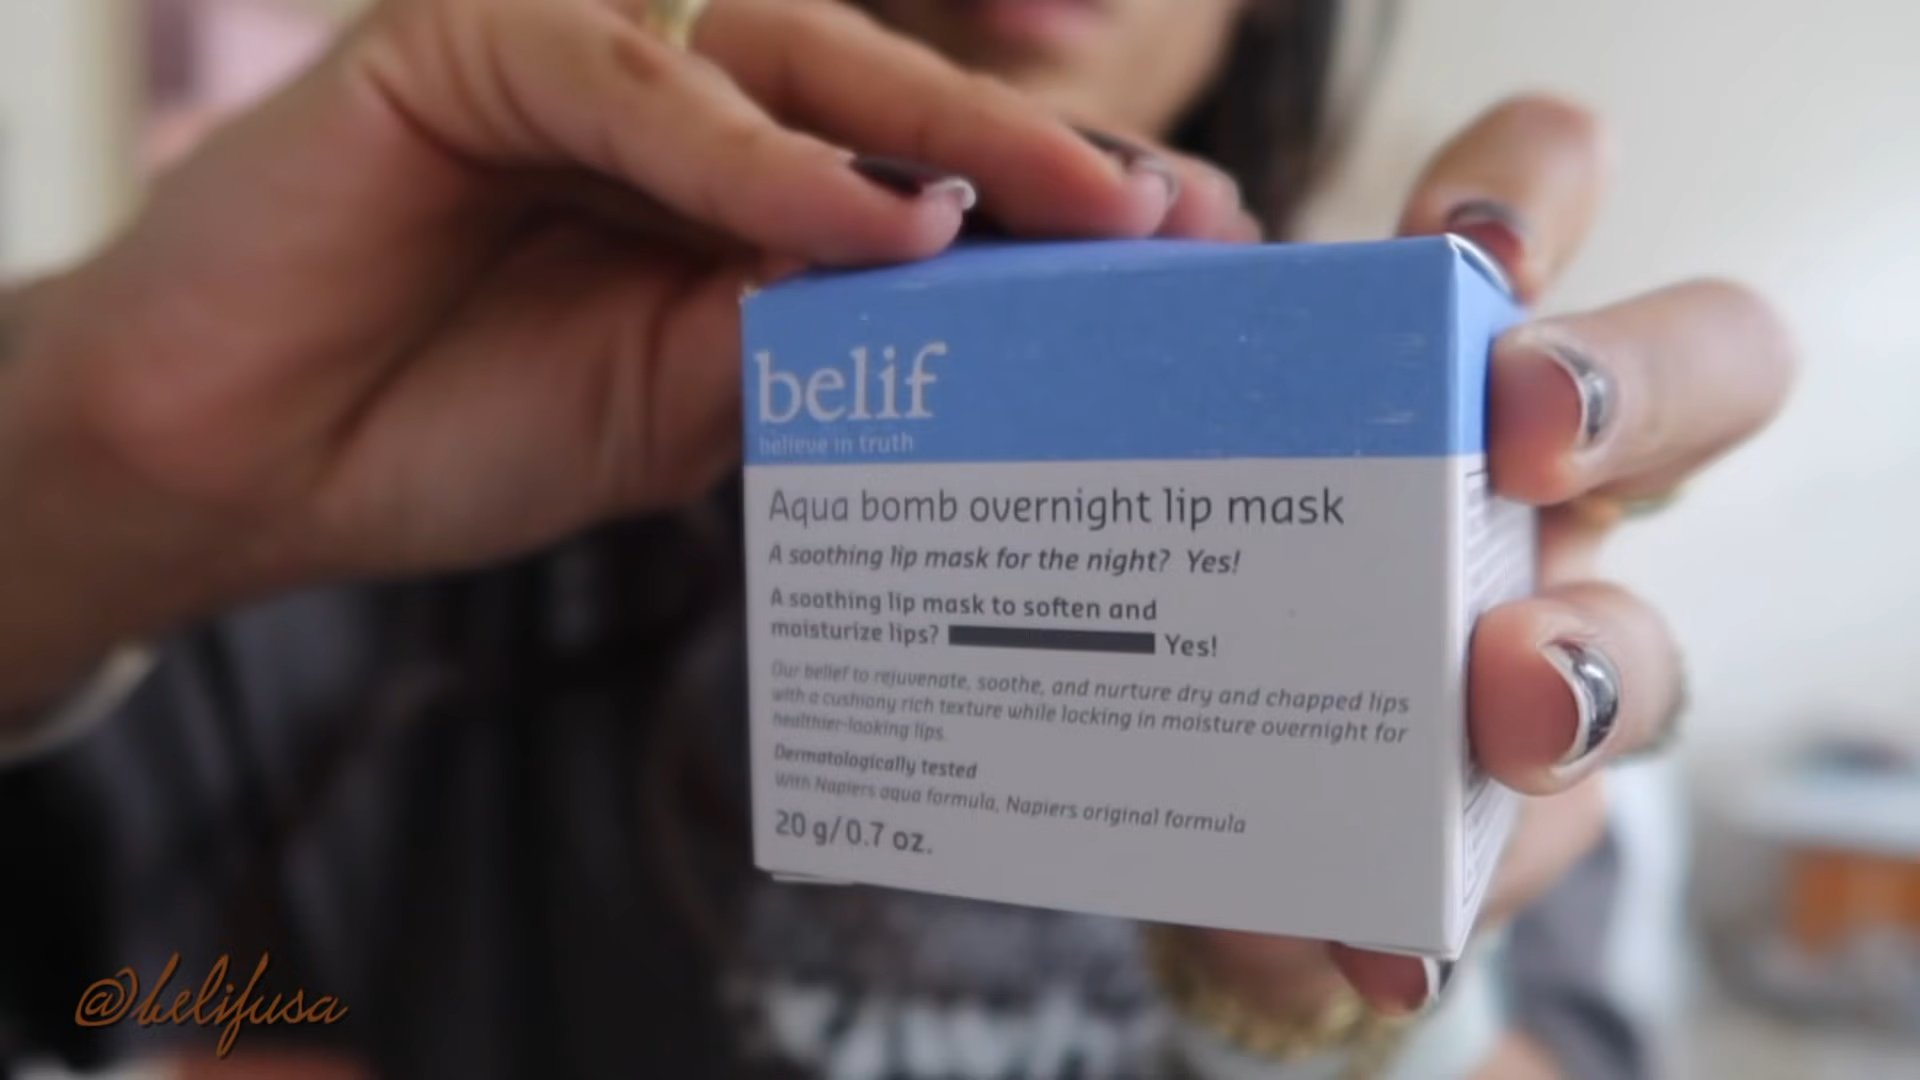 belif
believe in truth
Aqua bomb overnight lip mask
A soothing lip mask for the night? Yes!
A soothing lip mask to soften and
moisturize lips? Yes!
Our belief to rejuvenate, soothe, and nurture dry and chapped lips
with a cushiony rich texture while locking in moisture overnight for
healthier-looking lips.
Dermatologically tested
With Napiers aqua formula, Napiers original formula
20 g/0.7 oz.
@belifusa